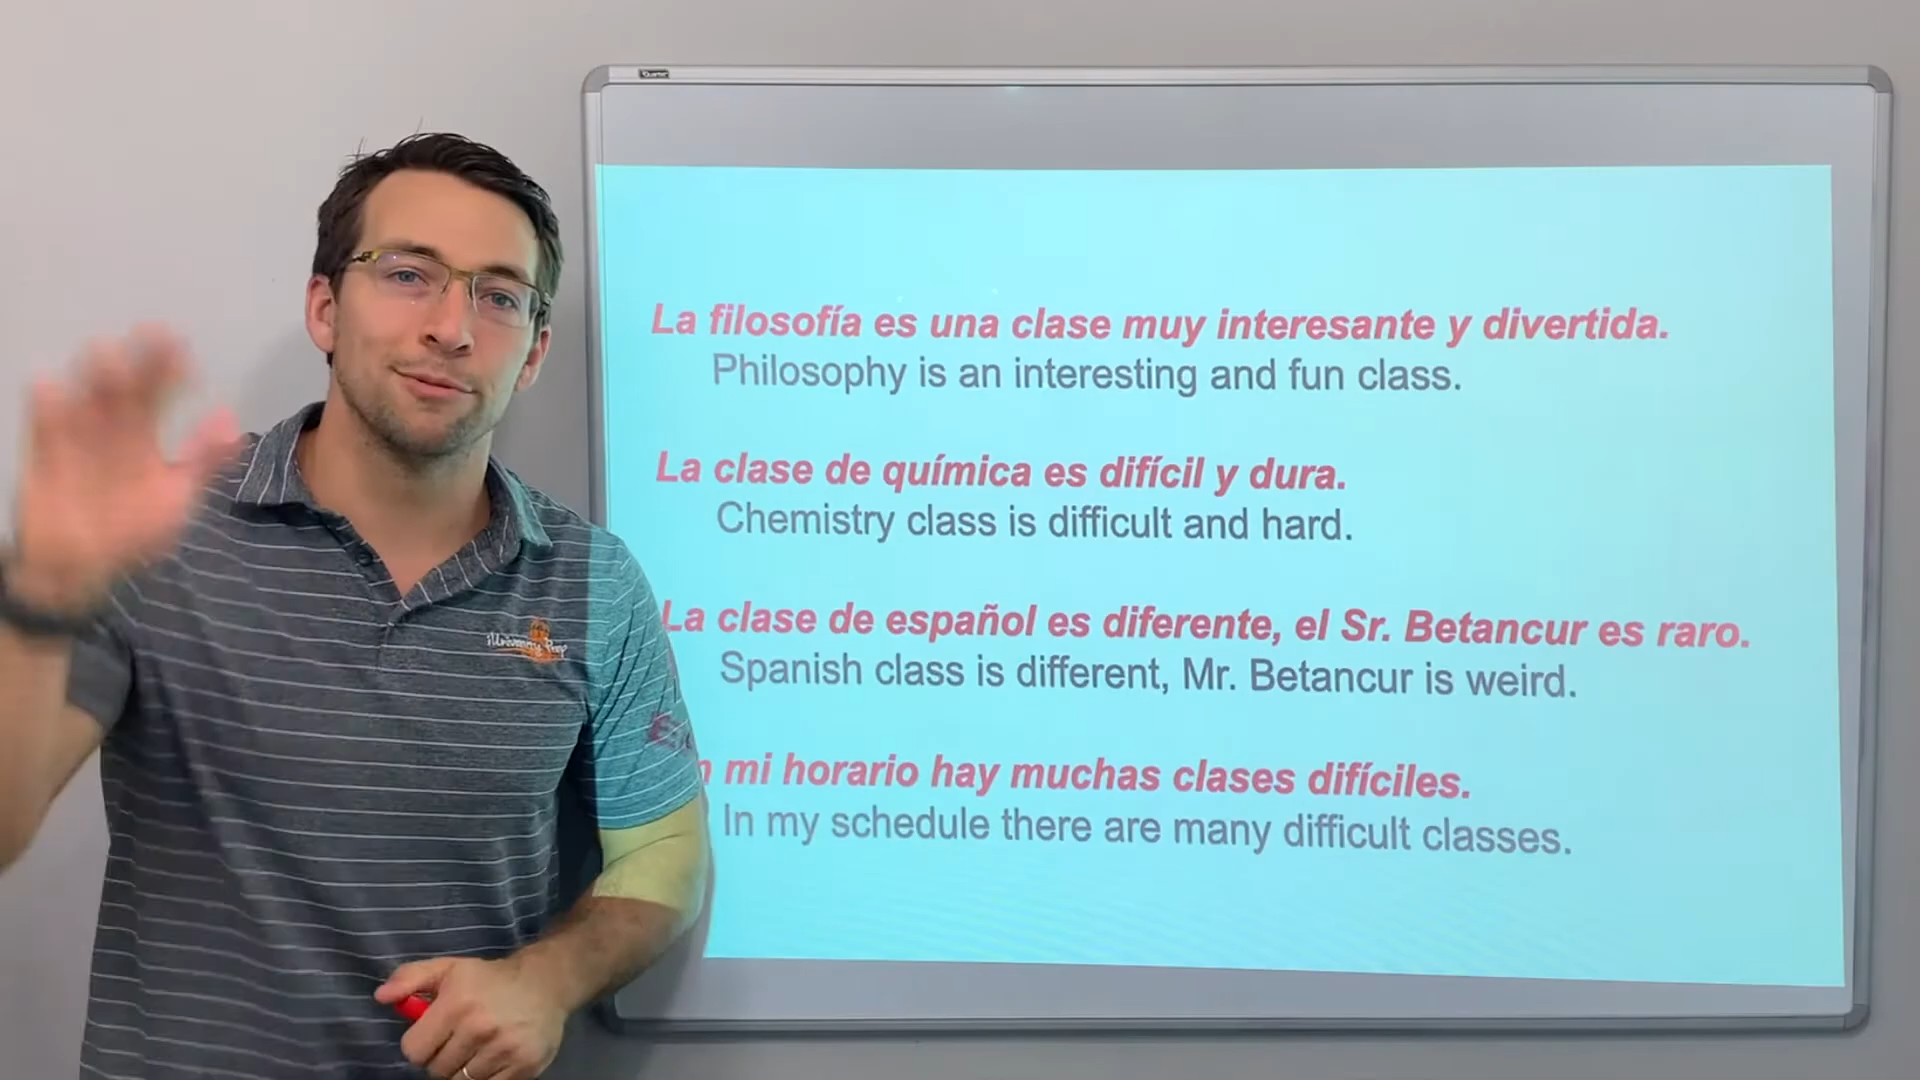 La filosofía es una clase muy interesante y divertida.
Philosophy is an interesting and fun class.
La clase de química es difícil y dura.
Chemistry class is difficult and hard.
La clase de español es diferente, el Sr. Betancur es raro.
Spanish class is different, Mr. Betancur is weird.
mi horario hay muchas clases difíciles.
In my schedule there are many difficult classes.